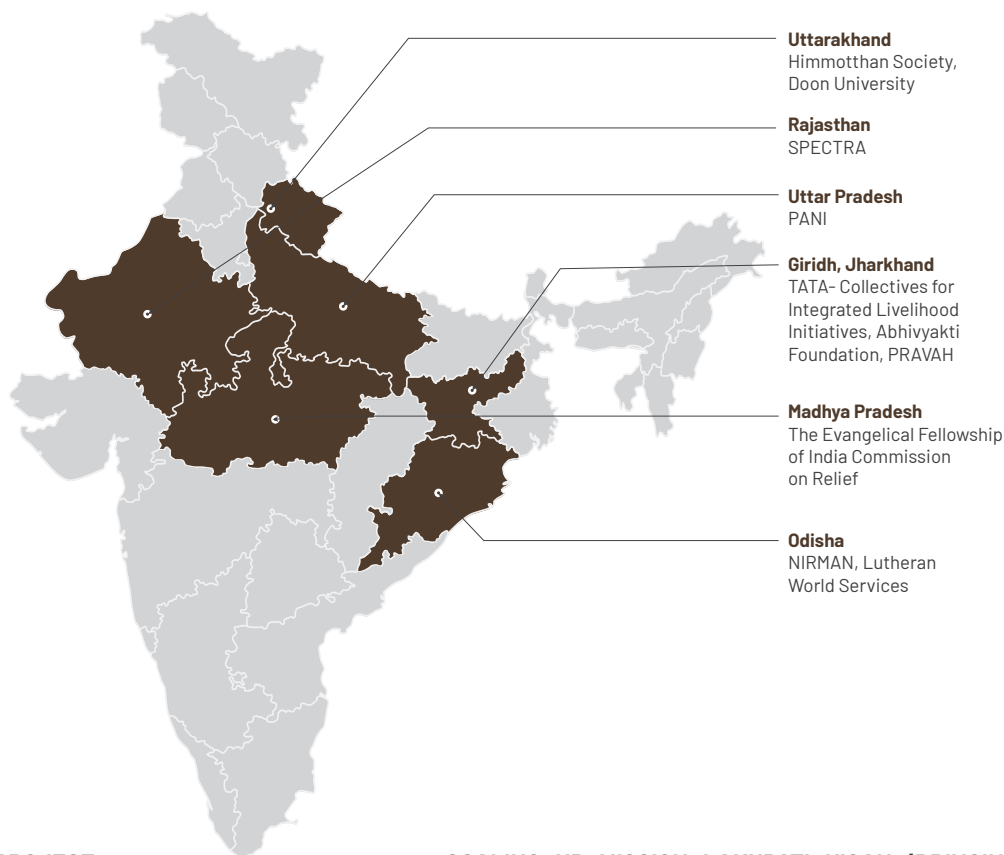 Uttarakhand
Himmotthan Society,
Doon University
Rajasthan
SPECTRA
Uttar Pradesh
PANI
Giridh, Jharkhand
TATA- Collectives for
Integrated Livelihood
Initiatives, Abhivyakti
Foundation, PRAVAH
Madhya Pradesh
The Evangelical Fellowship
of India Commission
on Relief
Odisha
NIRMAN, Lutheran
World Services